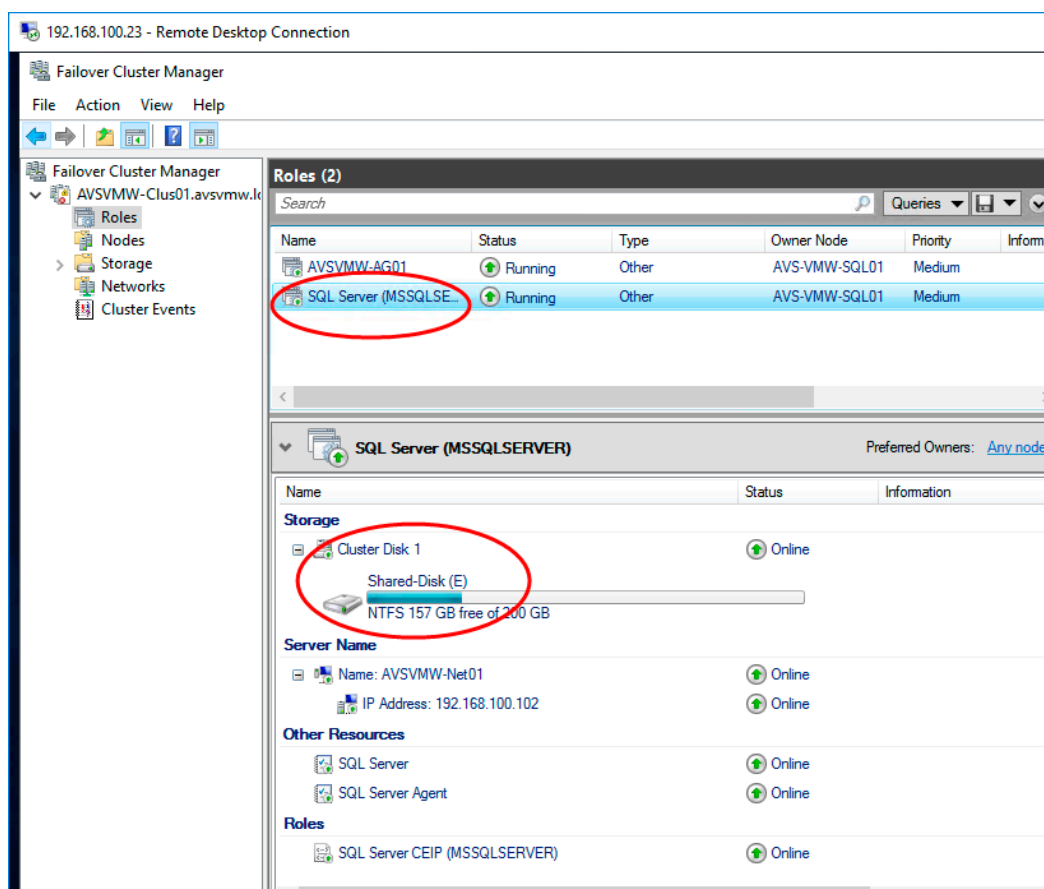 192.168.100.23 - Remote Desktop Connection
Failover Cluster Manager
File Action View Help
Failover Cluster Manager
AVSVMW-Clus01.avsvmw.lo
Roles
Nodes
Storage
Networks
Cluster Events
Roles (2)
Search Queries
Name Status Type Owner Node Priority Inform
AVSVMW-AG01 Running Other AVS-VMW-SQL01 Medium
SQL Server (MSSQLSE... Running Other AVS-VMW-SQL01 Medium
SQL Server (MSSQLSERVER) Preferred Owners: Any node
Name Status Information
Storage
Cluster Disk 1 Online
Shared-Disk (E)
NTFS 157 GB free of 200 GB
Server Name
Name: AVSVMW-Net01 Online
IP Address: 192.168.100.102 Online
Other Resources
SQL Server Online
SQL Server Agent Online
Roles
SQL Server CEIP (MSSQLSERVER) Online